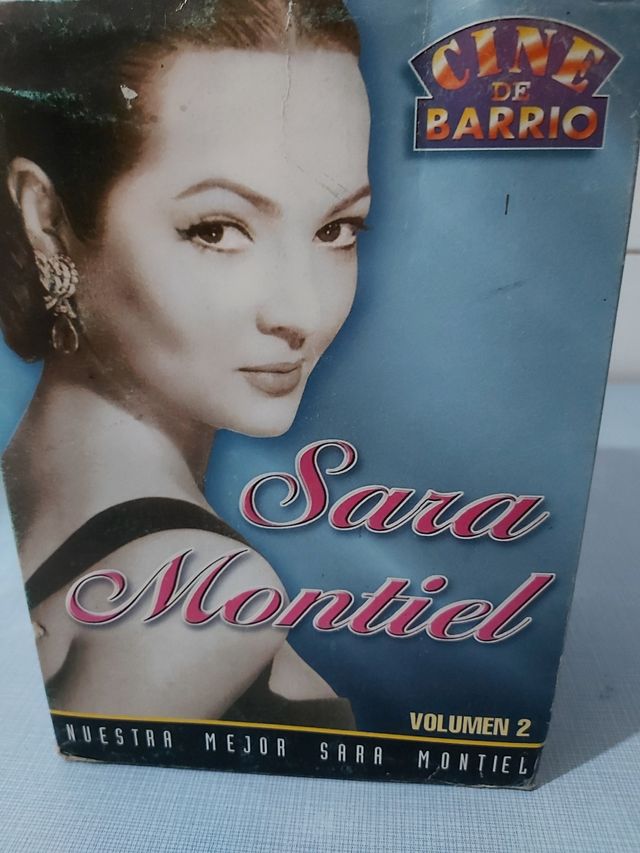 CINE
DE
BARRIO
Sara
Montiel
VOLUMEN 2
NUESTRA MEJOR SARA MONTIEL